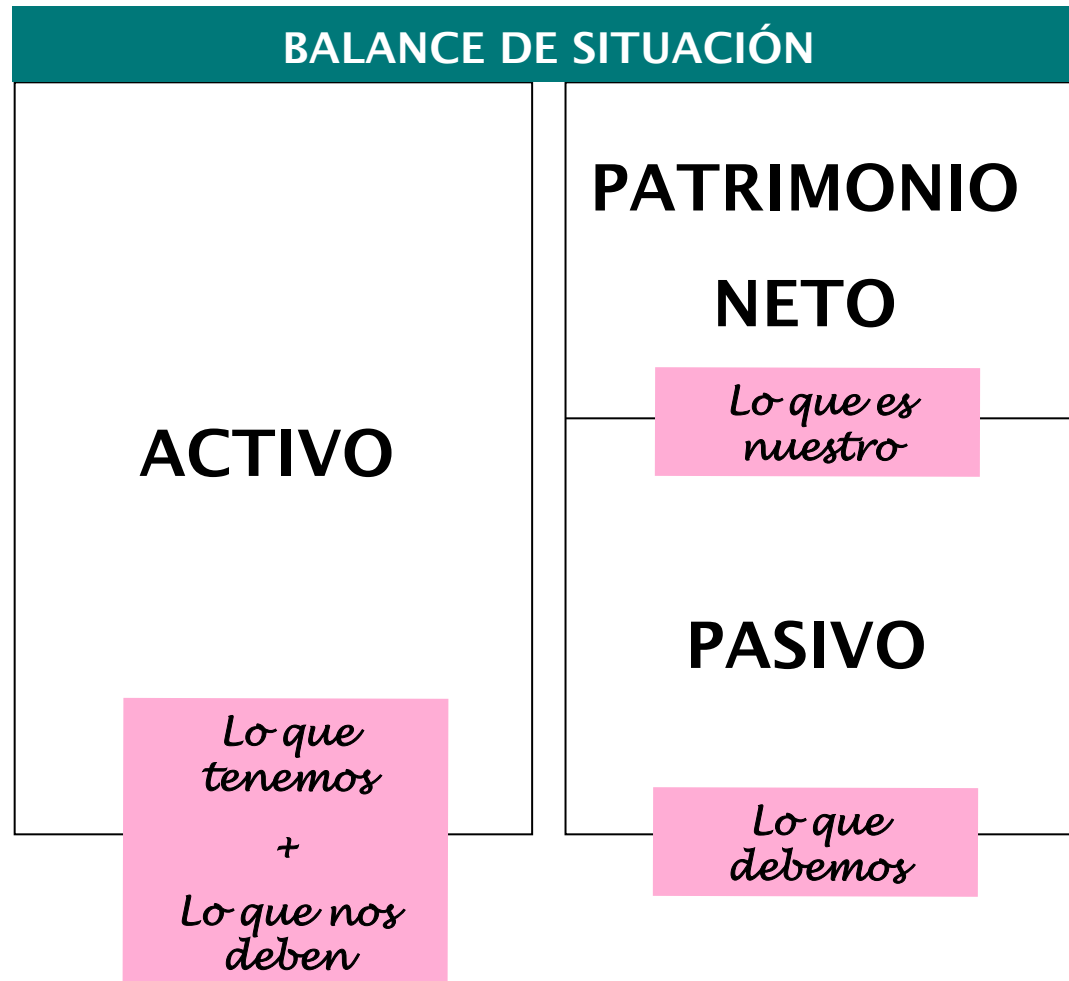 BALANCE DE SITUACIÓN
ACTIVO
Lo que
tenemos
+
Lo que nos
deben
PATRIMONIO
NETO
Lo que es
nuestro
PASIVO
Lo que
debemos